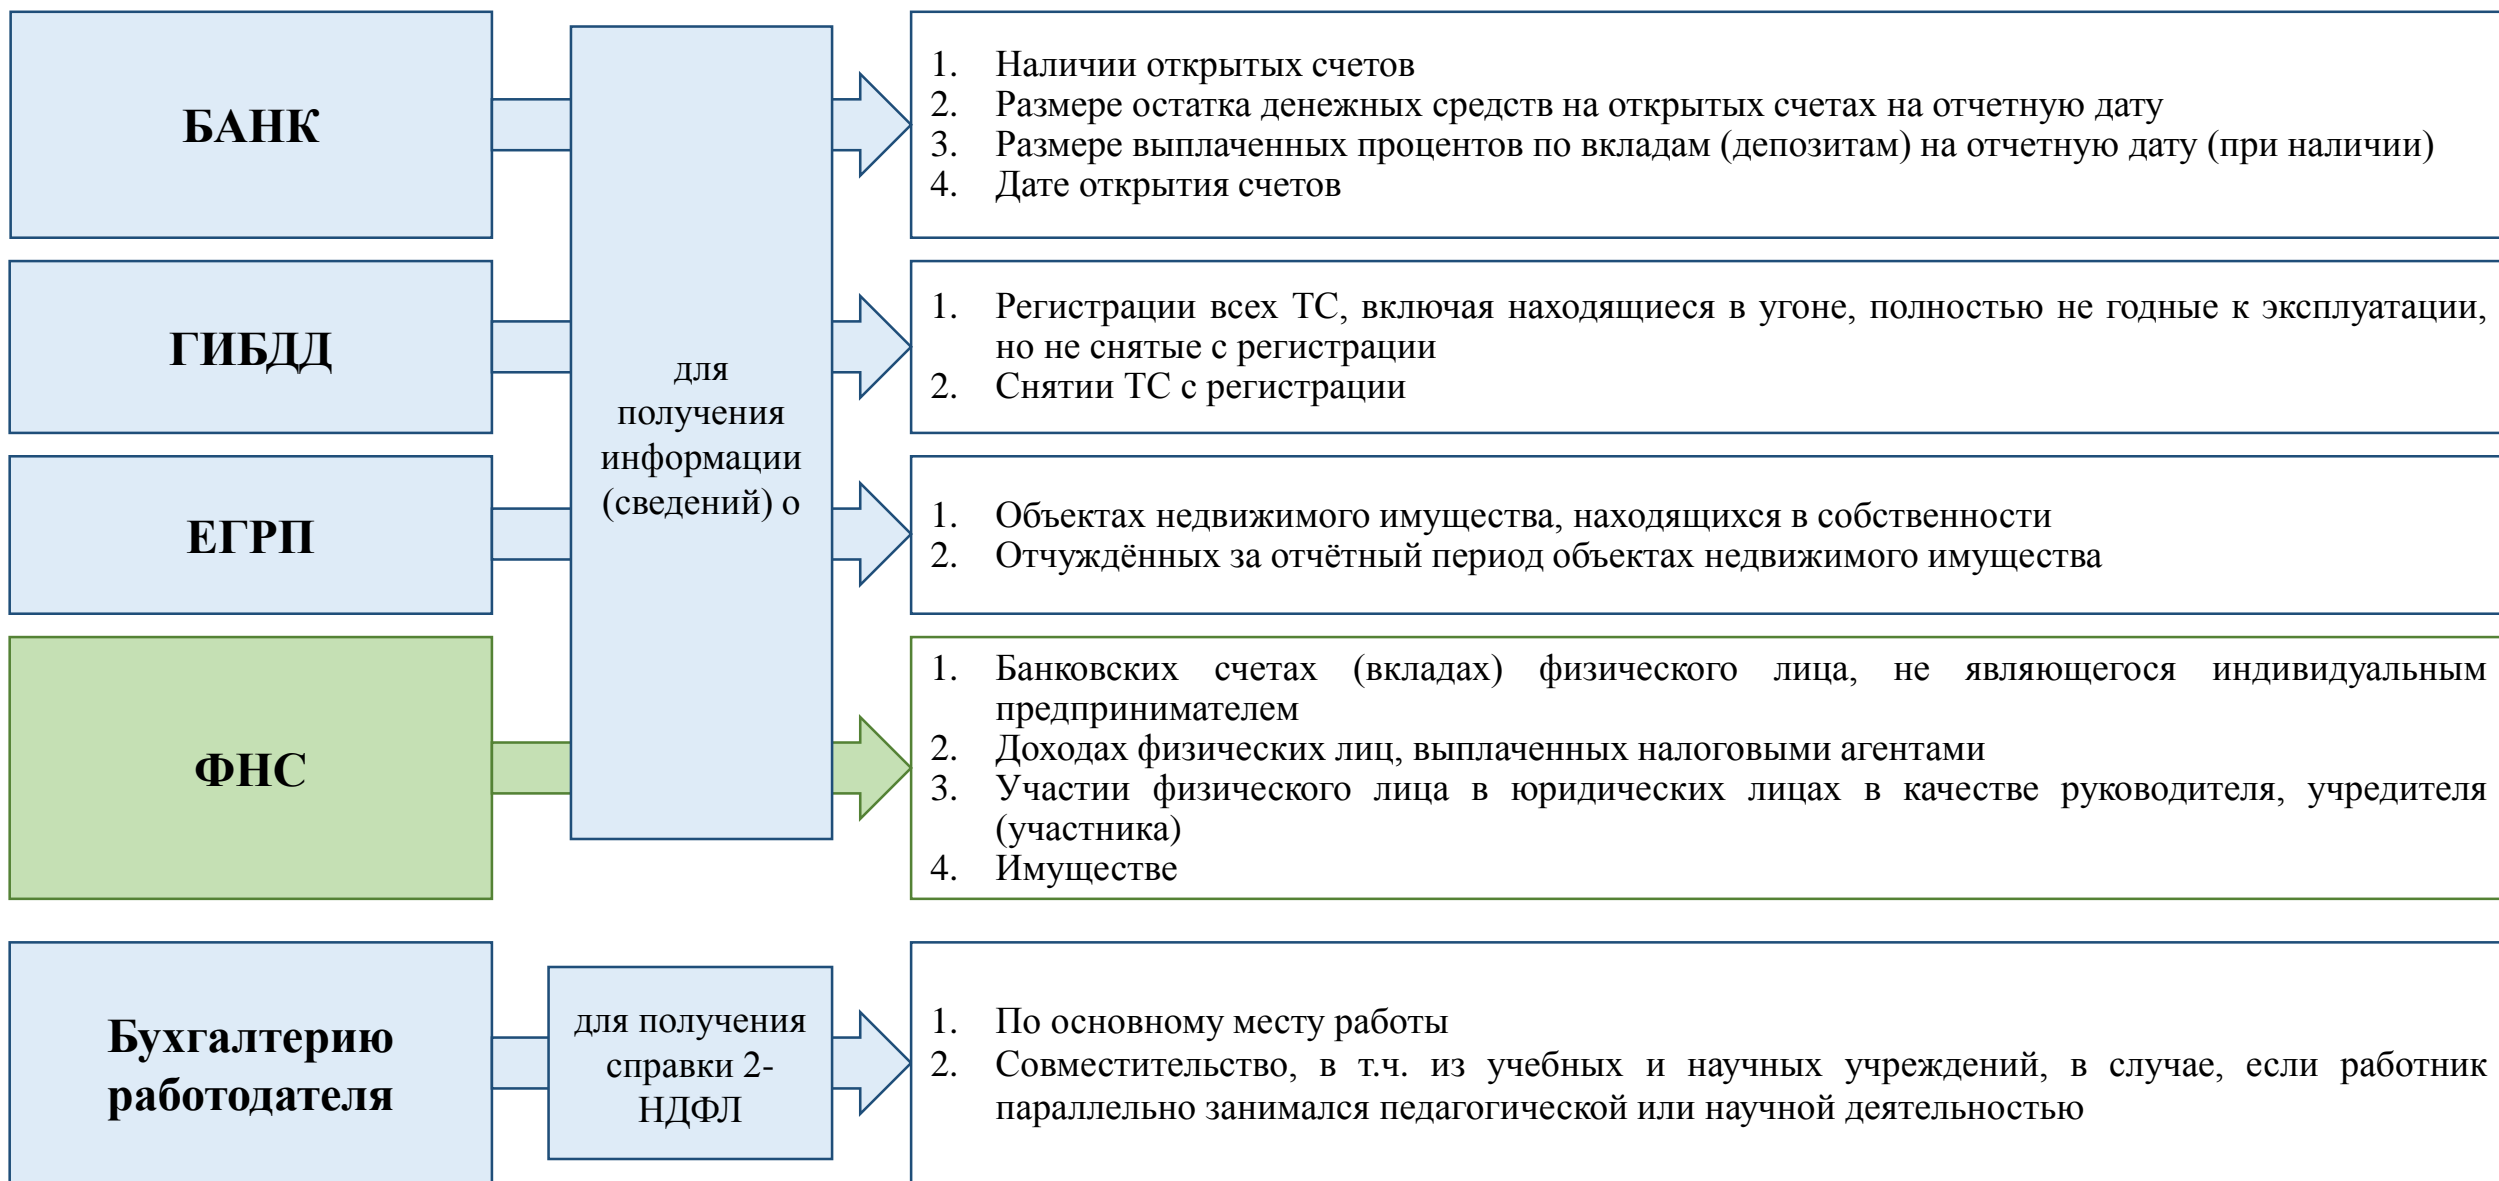 БАНК
1. Наличии открытых счетов
2. Размере остатка денежных средств на открытых счетах на отчетную дату
3. Размере выплаченных процентов по вкладам (депозитам) на отчетную дату (при наличии)
4. Дате открытия счетов
ГИБДД
1. Регистрации всех ТС, включая находящиеся в угоне, полностью не годные к эксплуатации,
но не снятые с регистрации
2. Снятии ТС с регистрации
для
получения
информации
(сведений) о
ЕГРП
1. Объектах недвижимого имущества, находящихся в собственности
2. Отчуждённых за отчётный период объектах недвижимого имущества
ФНС
1. Банковских счетах (вкладах) физического лица, не являющегося индивидуальным
предпринимателем
2. Доходах физических лиц, выплаченных налоговыми агентами
3. Участии физического лица в юридических лицах в качестве руководителя, учредителя
(участника)
4. Имуществе
Бухгалтерию
работодателя
для получения
справки 2-
НДФЛ
1. По основному месту работы
2. Совместительство, в т.ч. из учебных и научных учреждений, в случае, если работник
параллельно занимался педагогической или научной деятельностью